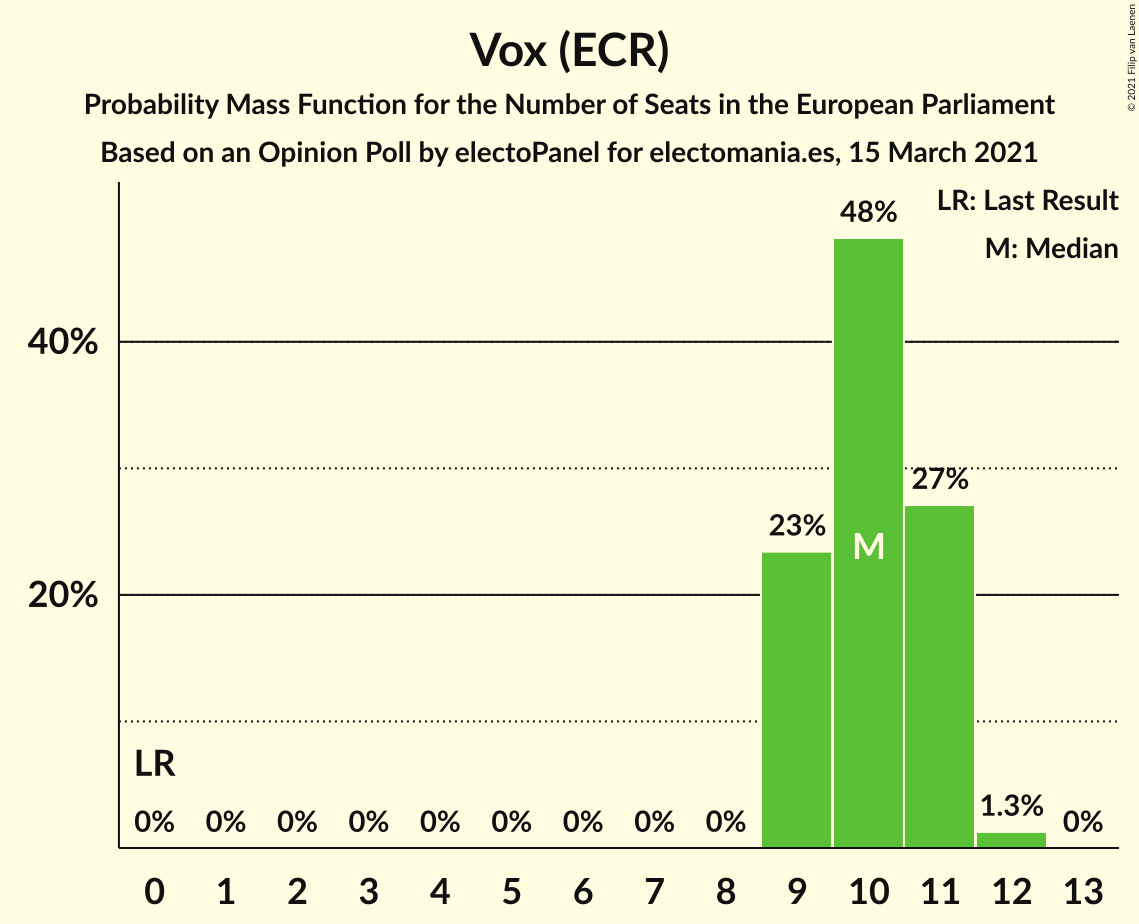 Vox (ECR)
Probability Mass Function for the Number of Seats in the European Parliament
Based on an Opinion Poll by electoPanel for electomania.es, 15 March 2021
© 2021 Filip van Laenen
LR: Last Result
M: Median
48%
40%
27%
23%
M
20%
LR
0% 0% 0% 0% 0% 0% 0% 0% 0% 1.3% 0%
0 1 2 3 4 5 6 7 8 9 10 11 12 13